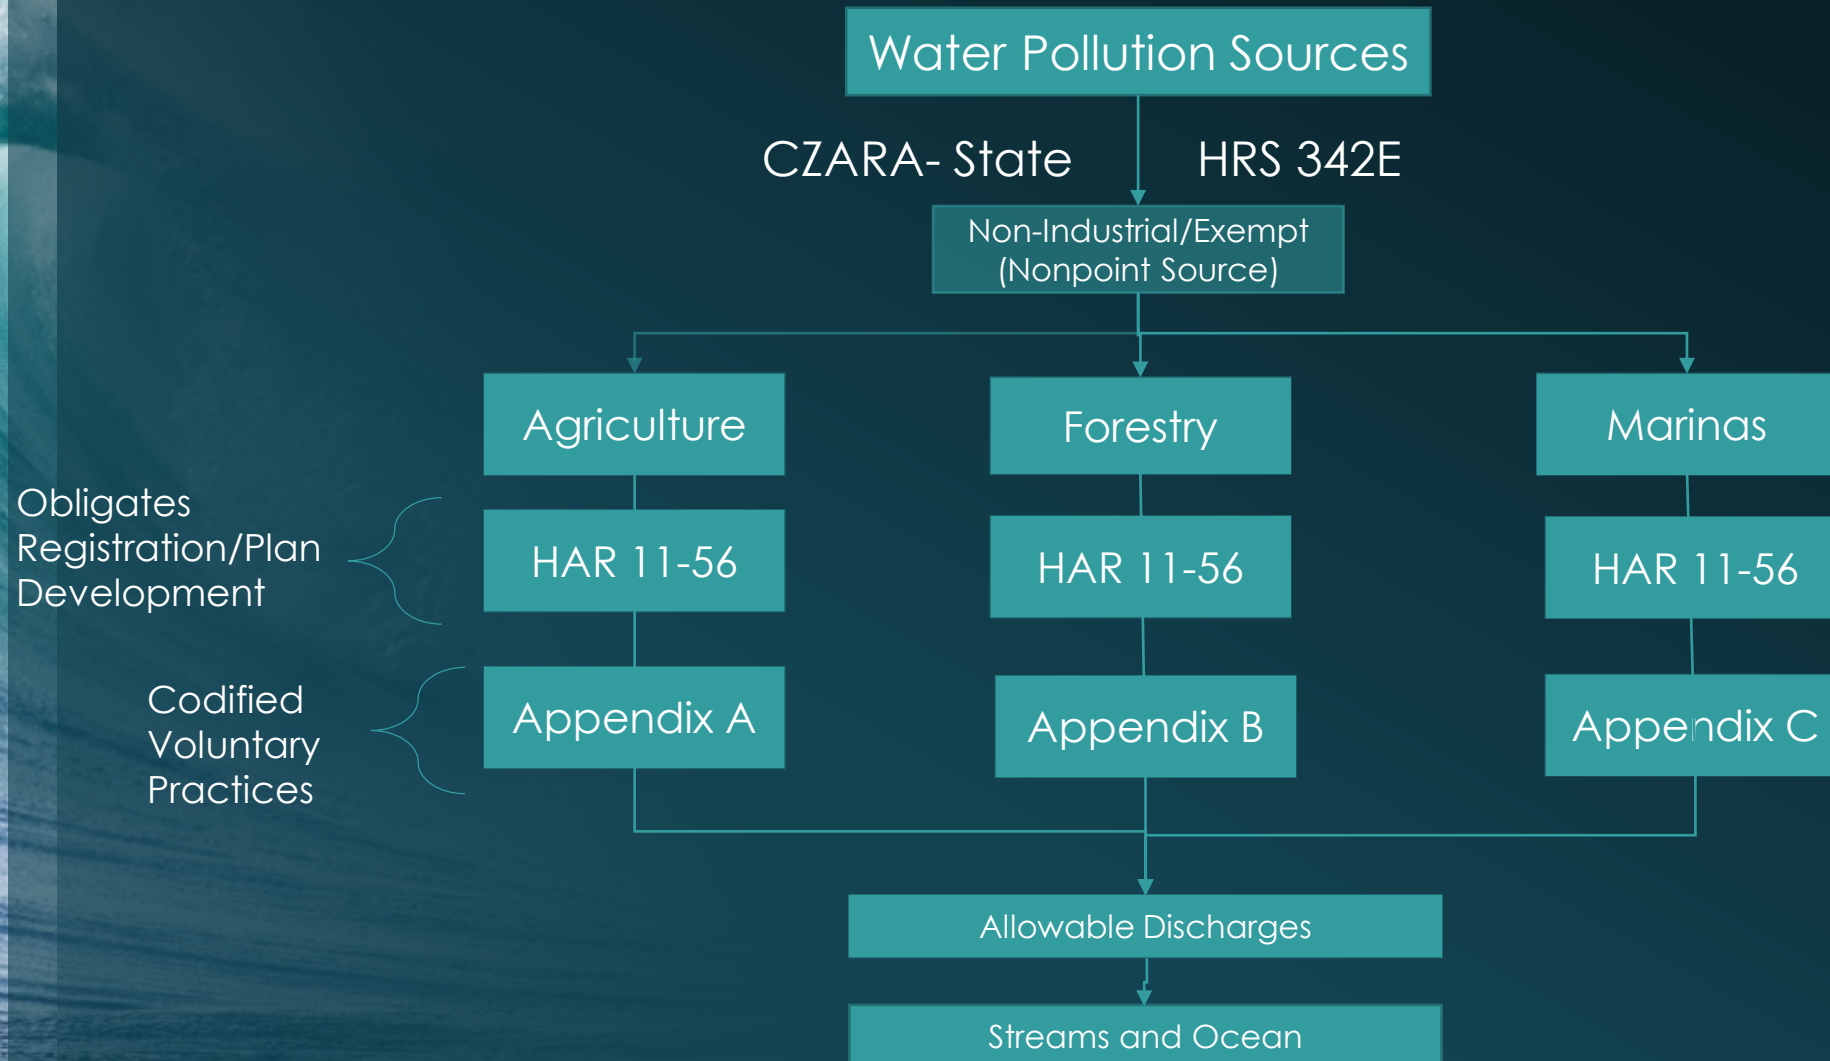 Water Pollution Sources
CZARA- State
HRS 342E
Non-Industrial/Exempt
(Nonpoint Source)
Agriculture
Forestry
Marinas
Obligates
Registration/Plan
Development
HAR 11-56
HAR 11-56
HAR 11-56
Codified
Voluntary
Practices
Appendix A
Appendix B
Appendix C
Allowable Discharges
Streams and Ocean